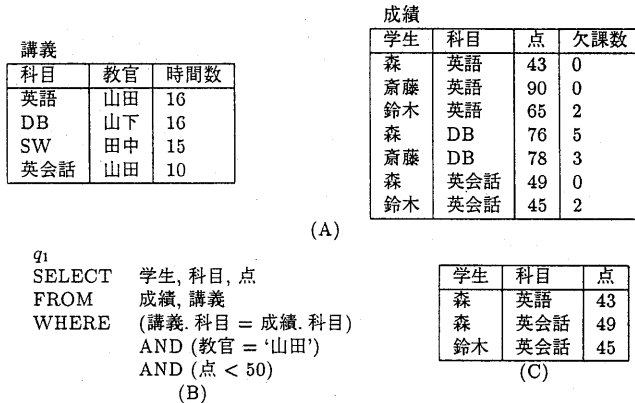 講義
科目 教官 時間数
英語 山田 16
DB 山下 16
SW 田中 15
英会話 山田 10
成績
学生 科目 点 欠課数
森 英語 43 0
斎藤 英語 90 0
鈴木 英語 65 2
森 DB 76 5
斎藤 DB 78 3
森 英会話 49 0
鈴木 英会話 45 2
(A)
q1
SELECT 学生, 科目, 点
FROM 成績, 講義
WHERE (講義. 科目 = 成績. 科目)
AND (教官 = ‘山田’)
AND (点 < 50)
(B)
学生 科目 点
森 英語 43
森 英会話 49
鈴木 英会話 45
(C)